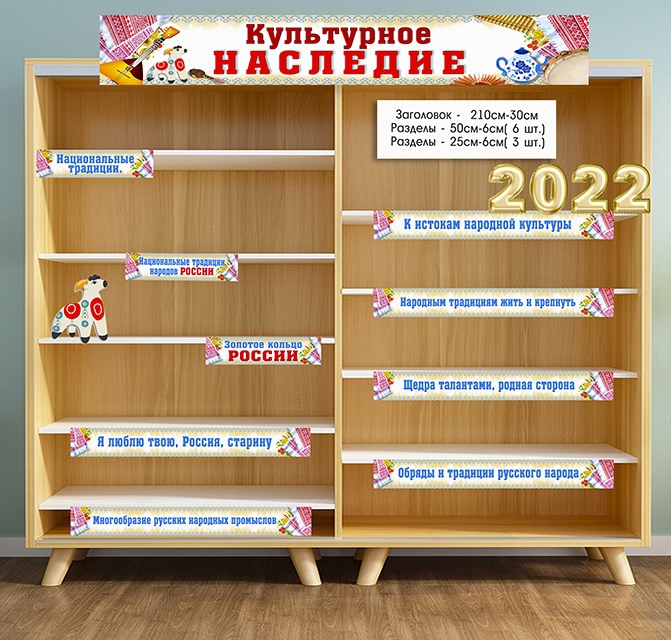 Культурное
НАСЛЕДИЕ
Заголовок - 210см-30см
Разделы - 50см-6см( 6 шт.)
Разделы - 25см-6см( 3 шт.)
2022
Национальные
традиции.
Национальные традиции
народов РОССИИ
Золотое кольцо
РОССИИ
Я люблю твою, Россия, старину
Многообразие русских народных промыслов
К истокам народной культуры
Народным традициям жить и крепнуть
Щедра талантами, родная сторона
Обряды и традиции русского народа